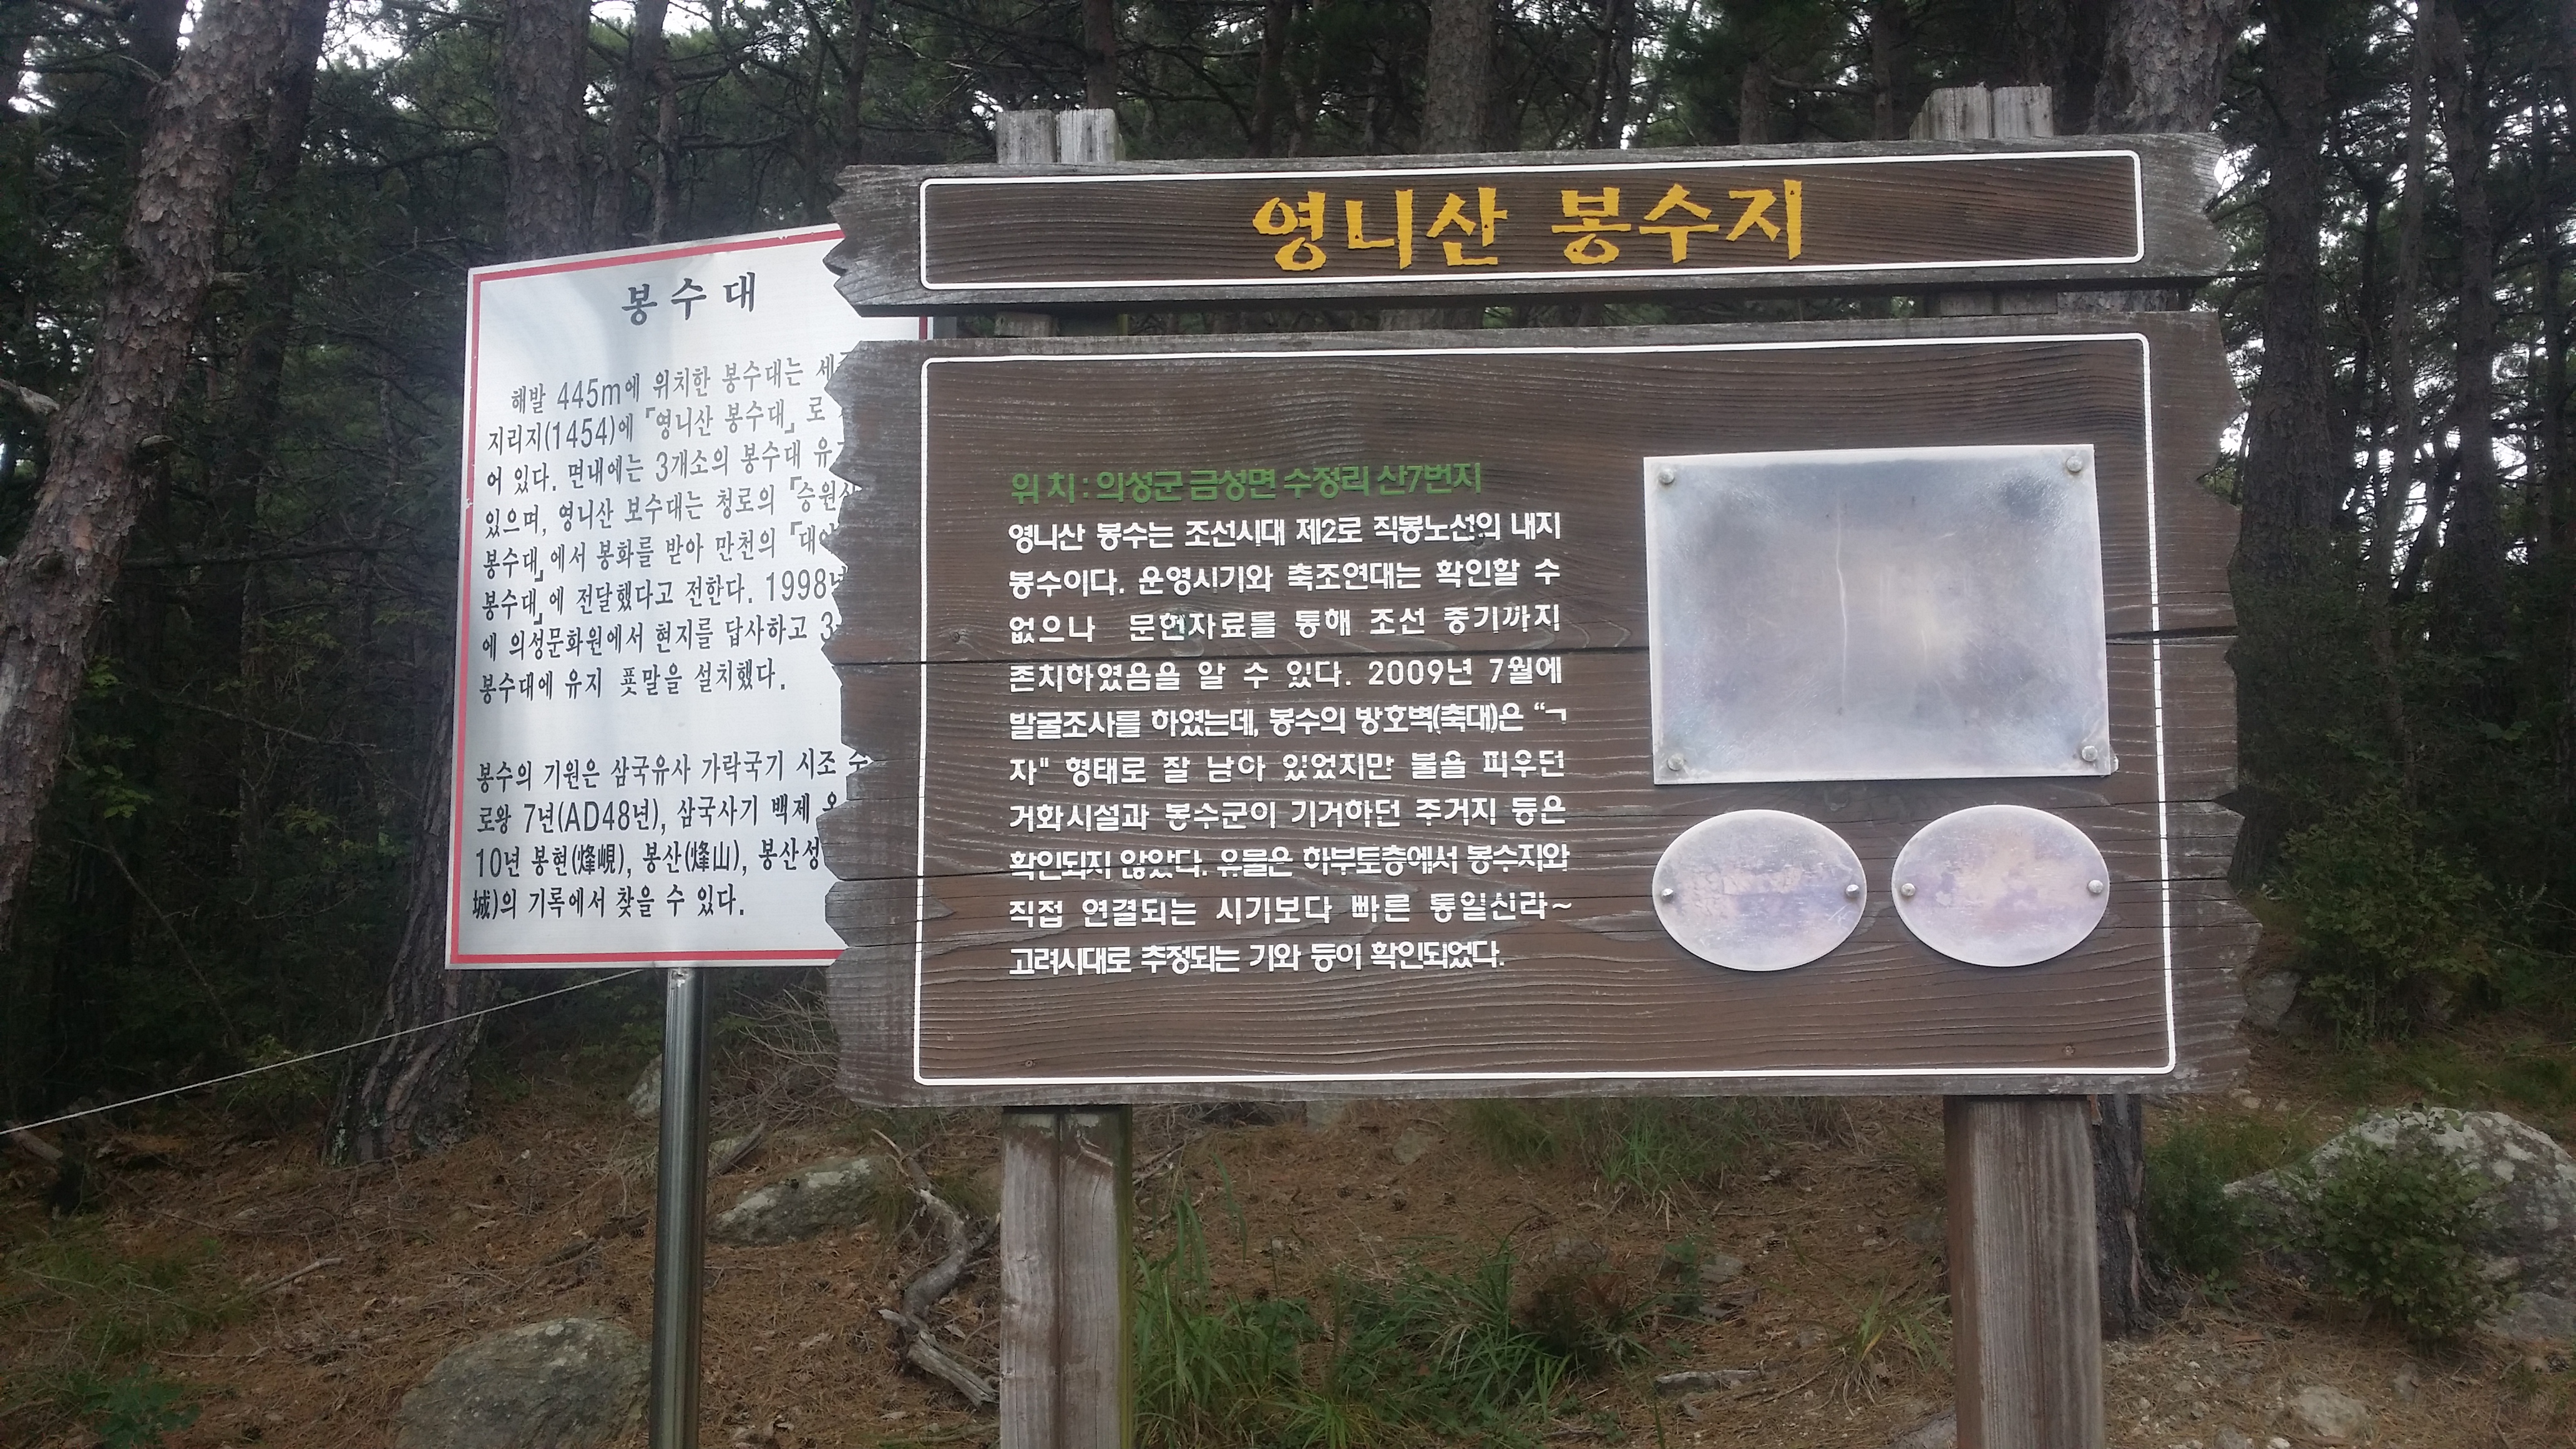 봉수대
해발 445m에 위치한 봉수대는
지리지(1454)에 「영니산 봉수대」로
어 있다. 면내에는 3개소의 봉수대
있으며, 영니산 보수대는 청로의
봉수대」에서 봉화를 받아 만천의
봉수대」에 전달했다고 전한다. 1998
에 의성문화원에서 현지를 답사하고 3
봉수대에 유지 푯말을 설치했다.
봉수의 기원은 삼국유사 가락국기 시조
로왕 7년(AD48년), 삼국사기 백제
10년 봉현(烽峴), 봉산(烽山), 봉산성
城)의 기록에서 찾을 수 있다.
영니산 봉수지
위 치 : 의성군 금성면 수정리 산7번지
영니산 봉수는 조선시대 제2로 직봉노선의 내지
봉수이다. 운영시기와 축조연대는 확인할 수
없으나 문헌자료를 통해 조선 중기까지
존치하였음을 알 수 있다. 2009년 7월에
발굴조사를 하였는데, 봉수의 방호벽(축대)은 "ㄱ
자" 형태로 잘 남아 있었지만 불을 피우던
거화시설과 봉수군이 기거하던 주거지 등은
확인되지 않았다. 유물은 하부토층에서 봉수지와
직접 연결되는 시기보다 빠른 통일신라~
고려시대로 추정되는 기와 등이 확인되었다.